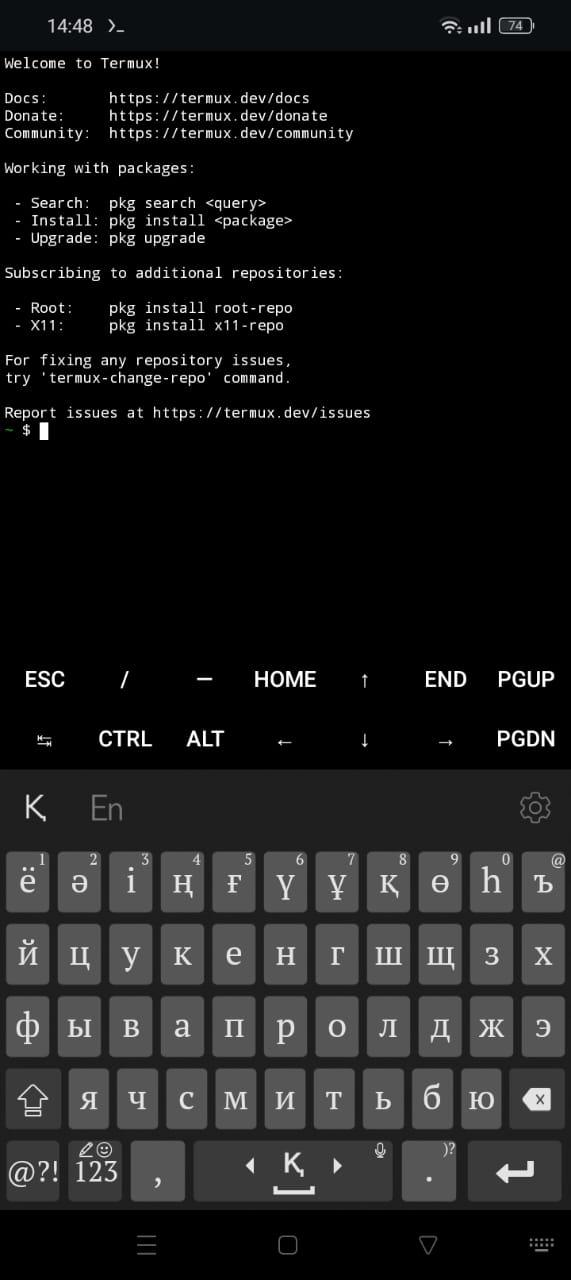 14:48 >_ 74
Welcome to Termux!
Docs: https://termux.dev/docs
Donate: https://termux.dev/donate
Community: https://termux.dev/community
Working with packages:
- Search: pkg search <query>
- Install: pkg install <package>
- Upgrade: pkg upgrade
Subscribing to additional repositories:
- Root: pkg install root-repo
- X11: pkg install x11-repo
For fixing any repository issues,
try 'termux-change-repo' command.
Report issues at https://termux.dev/issues
~ $
ESC / – HOME ↑ END PGUP
↹ CTRL ALT ← ↓ → PGDN
Қ En
1 2 3 4 5 6 7 8 9 0 @
ё ә і ң ғ ү ұ қ ө һ ъ
й ц у к е н г ш щ з х
ф ы в а п р о л д ж э
я ч с м и т ь б ю
@?! 123 , Қ . )?